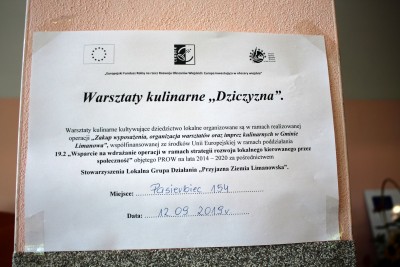 „Europejski Fundusz Rolny na rzecz Rozwoju Obszarów Wiejskich: Europa inwestująca w obszary wiejskie”
Warsztaty kulinarne „Dziczyzna”.
Warsztaty kulinarne kultywujące dziedzictwo lokalne organizowane są w ramach realizowanej
operacji „Zakup wyposażenia, organizacja warsztatów oraz imprez kulinarnych w Gminie
Limanowa”, współfinansowanej ze środków Unii Europejskiej w ramach poddziałania
19.2 „Wsparcie na wdrażanie operacji w ramach strategii rozwoju lokalnego kierowanego przez
społeczność” objętego PROW na lata 2014 – 2020 za pośrednictwem
Stowarzyszenia Lokalna Grupa Działania „Przyjazna Ziemia Limanowska”.
Miejsce: Pasierbiec 154
Data: 12 09 2019 r